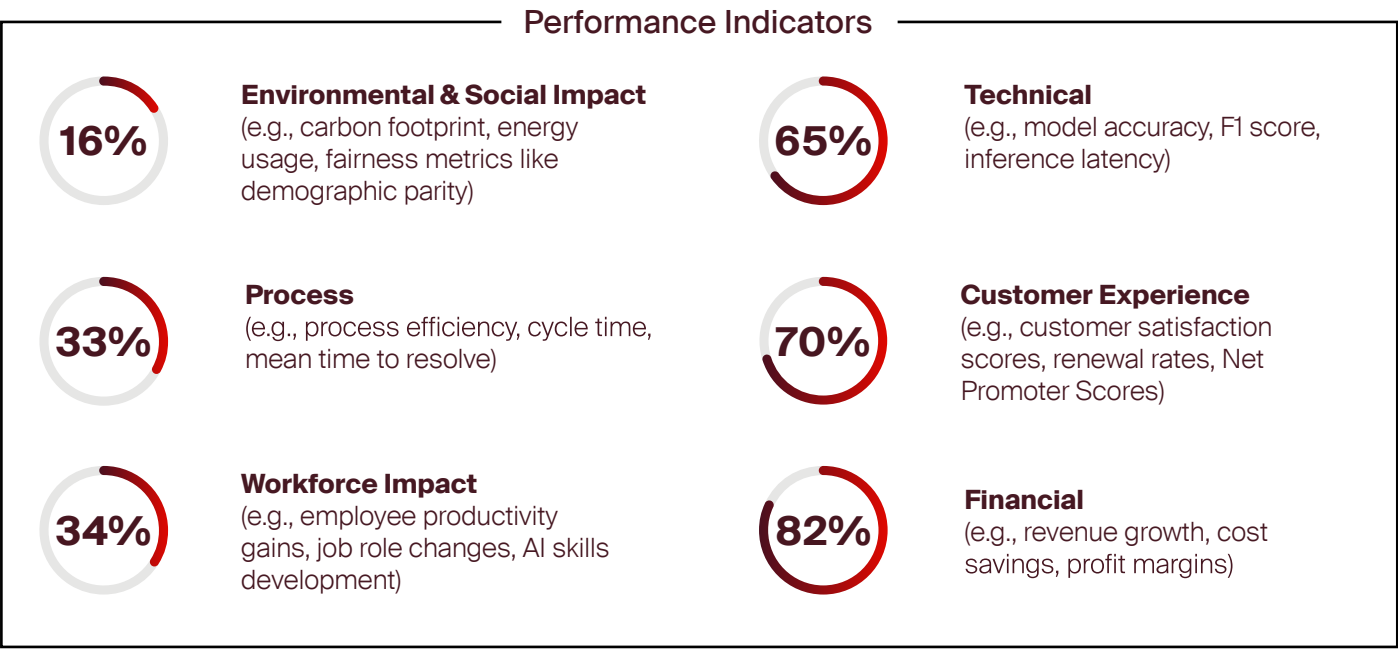 Performance Indicators
16%
Environmental & Social Impact
(e.g., carbon footprint, energy
usage, fairness metrics like
demographic parity)
33%
Process
(e.g., process efficiency, cycle time,
mean time to resolve)
34%
Workforce Impact
(e.g., employee productivity
gains, job role changes, AI skills
development)
65%
Technical
(e.g., model accuracy, F1 score,
inference latency)
70%
Customer Experience
(e.g., customer satisfaction
scores, renewal rates, Net
Promoter Scores)
82%
Financial
(e.g., revenue growth, cost
savings, profit margins)